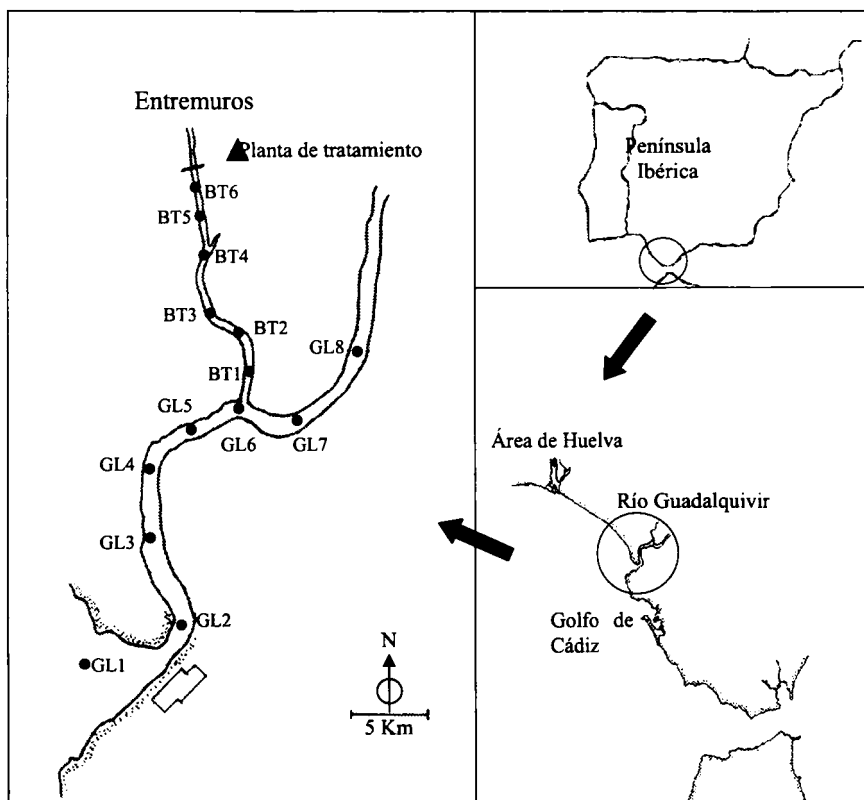 Entremuros
Planta de tratamiento
BT6
BT5
BT4
BT3
BT2
GL8
BT1
GL5
GL6
GL7
GL4
GL3
GL2
GL1
N
5 Km
Península
Ibérica
Área de Huelva
Río Guadalquivir
Golfo de
Cádiz